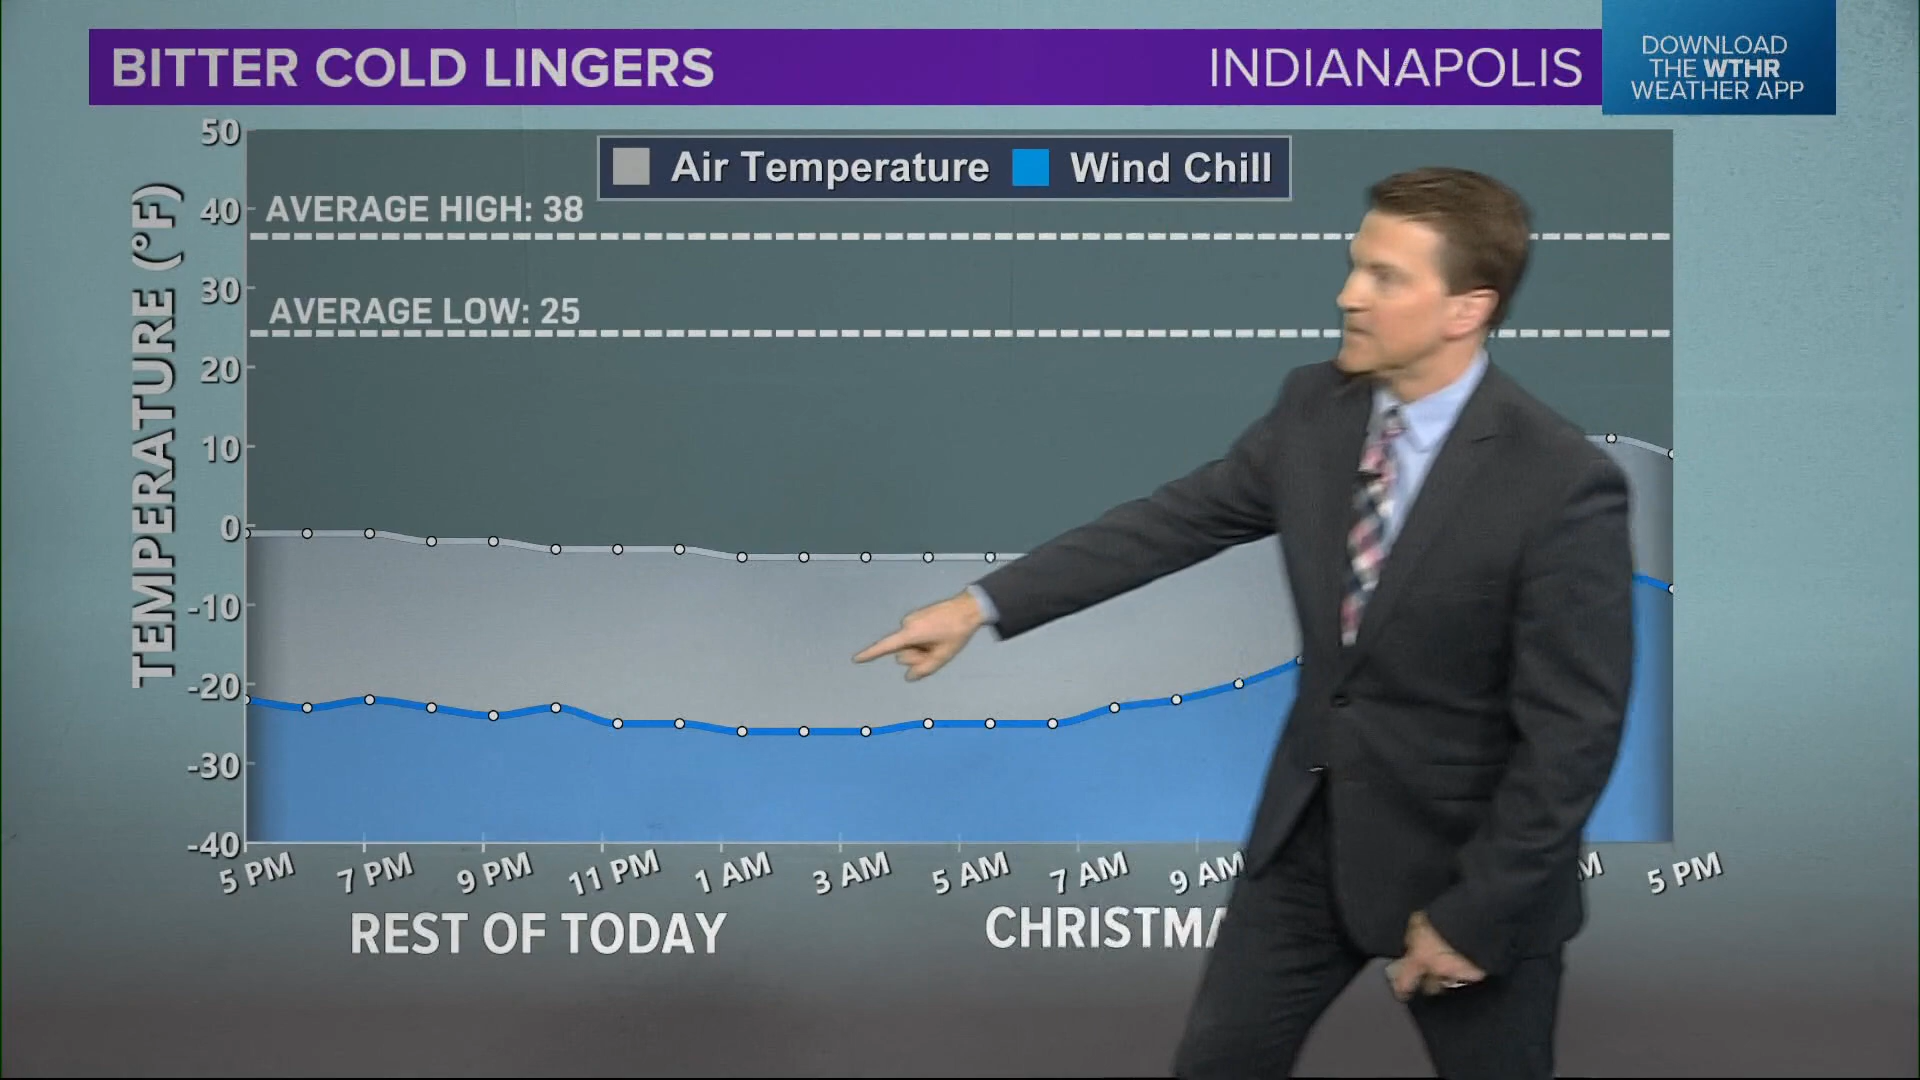 BITTER COLD LINGERS
INDIANAPOLIS
DOWNLOAD
THE WTHR
WEATHER APP
Air Temperature
Wind Chill
TEMPERATURE (°F)
50
40
30
20
10
0
-10
-20
-30
-40
AVERAGE HIGH: 38
AVERAGE LOW: 25
5 PM
7 PM
9 PM
11 PM
1 AM
3 AM
5 AM
7 AM
9 AM
5 PM
REST OF TODAY